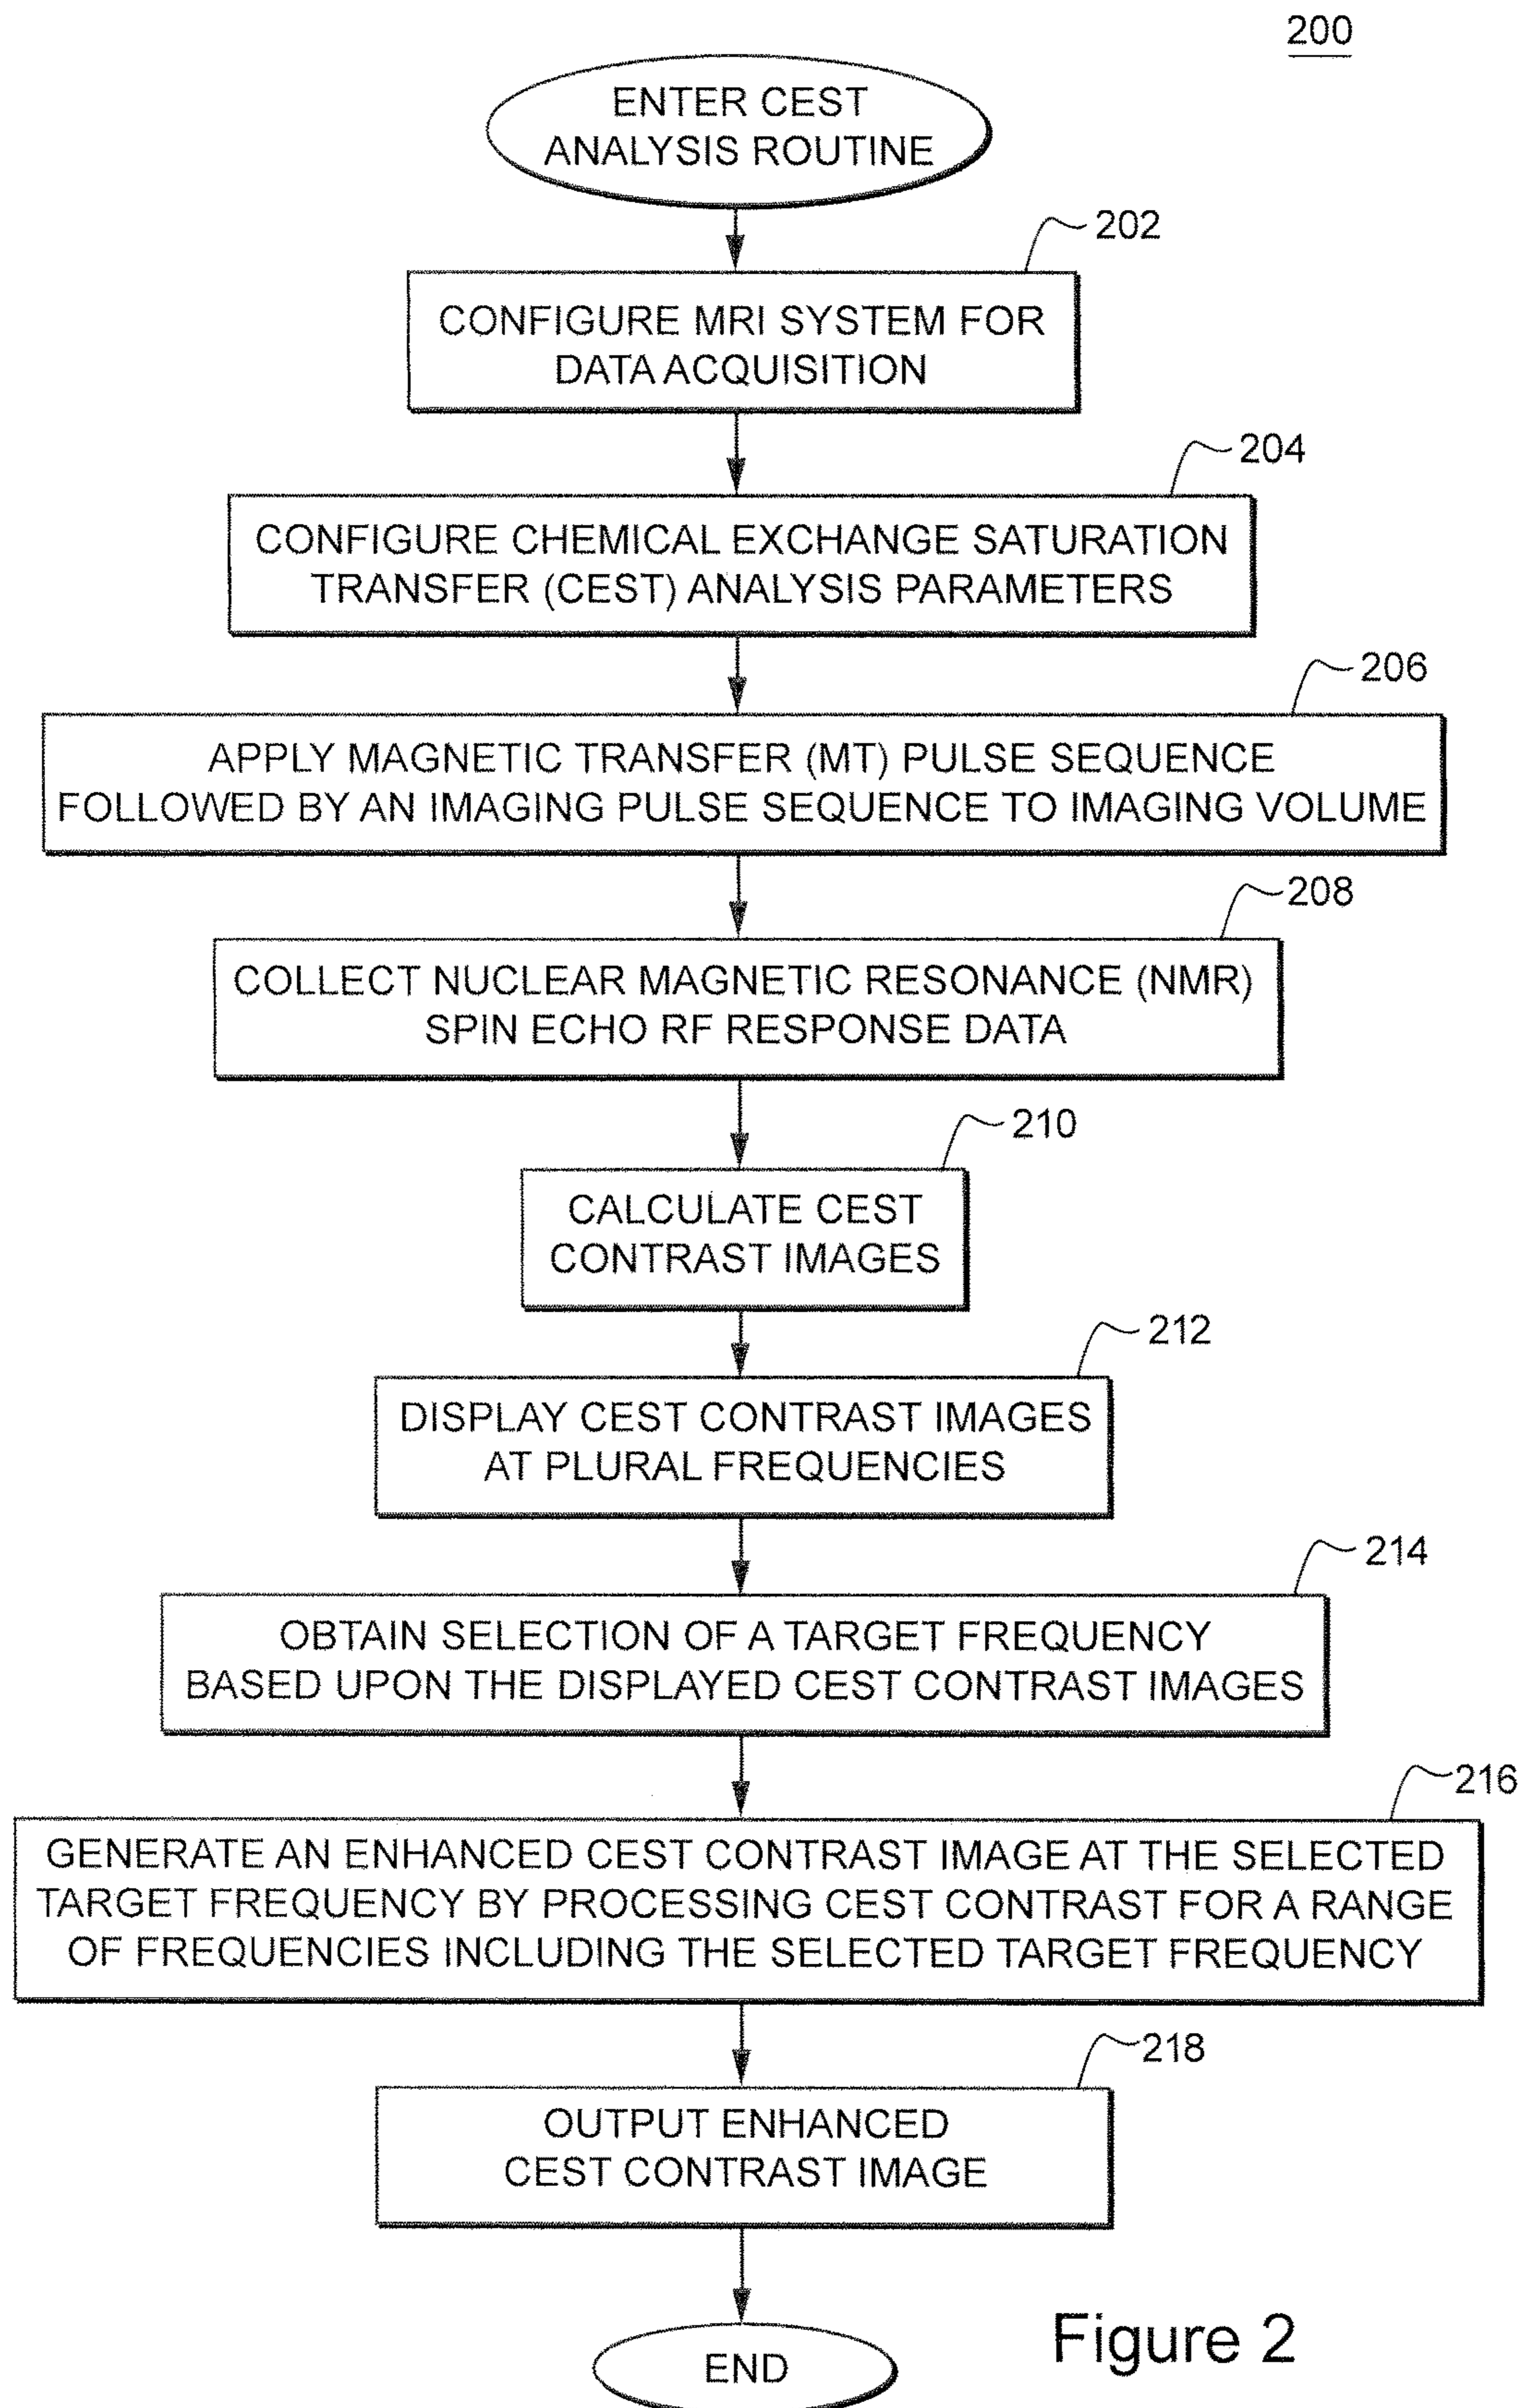 200
ENTER CEST
ANALYSIS ROUTINE
202
CONFIGURE MRI SYSTEM FOR
DATA ACQUISITION
204
CONFIGURE CHEMICAL EXCHANGE SATURATION
TRANSFER (CEST) ANALYSIS PARAMETERS
206
APPLY MAGNETIC TRANSFER (MT) PULSE SEQUENCE
FOLLOWED BY AN IMAGING PULSE SEQUENCE TO IMAGING VOLUME
208
COLLECT NUCLEAR MAGNETIC RESONANCE (NMR)
SPIN ECHO RF RESPONSE DATA
210
CALCULATE CEST
CONTRAST IMAGES
212
DISPLAY CEST CONTRAST IMAGES
AT PLURAL FREQUENCIES
214
OBTAIN SELECTION OF A TARGET FREQUENCY
BASED UPON THE DISPLAYED CEST CONTRAST IMAGES
216
GENERATE AN ENHANCED CEST CONTRAST IMAGE AT THE SELECTED
TARGET FREQUENCY BY PROCESSING CEST CONTRAST FOR A RANGE
OF FREQUENCIES INCLUDING THE SELECTED TARGET FREQUENCY
218
OUTPUT ENHANCED
CEST CONTRAST IMAGE
END
Figure 2